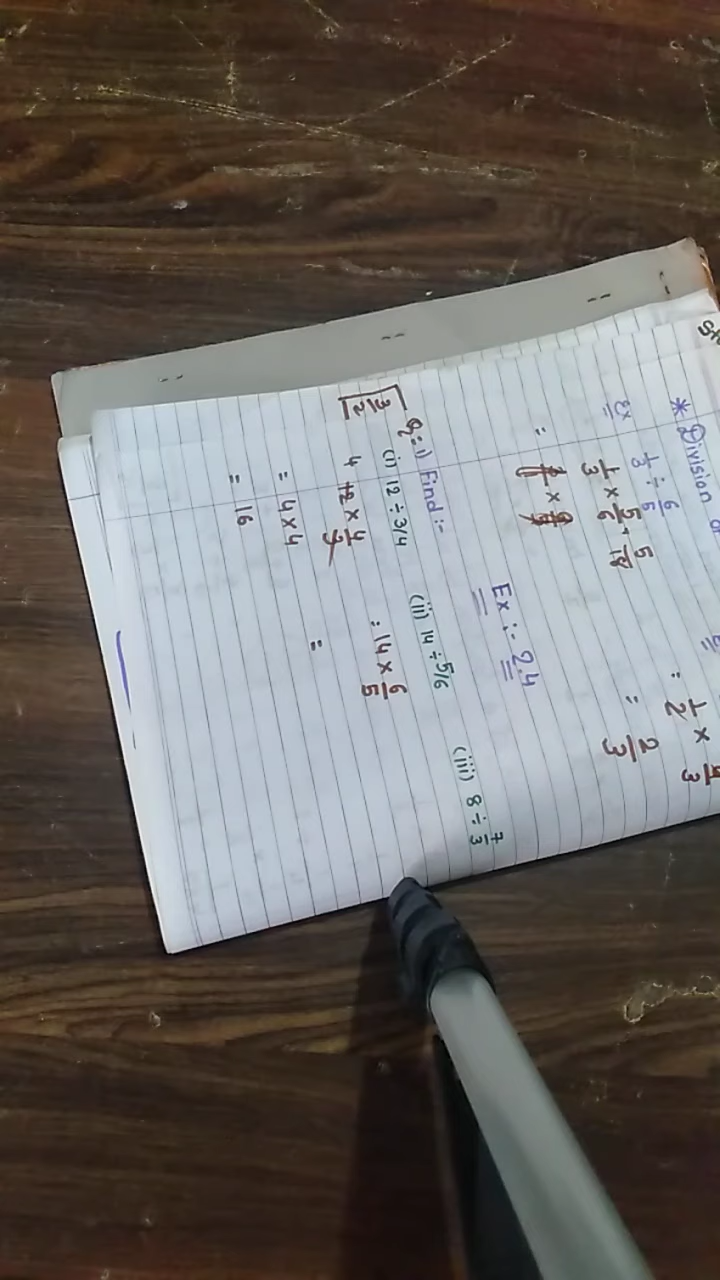 * Division
Ex 1/3 ÷ 6/5 = 1/2 ×
1/3 × 5/6 = 5/18 = 2/3
=
Ex :- 2.4
Q=1) Find :-
(i) 12 ÷ 3/4 (ii) 14 ÷ 5/6 (iii) 8 ÷ 7/3
4 12 × 4/3 = 14 × 6/5
= 4×4 =
= 16